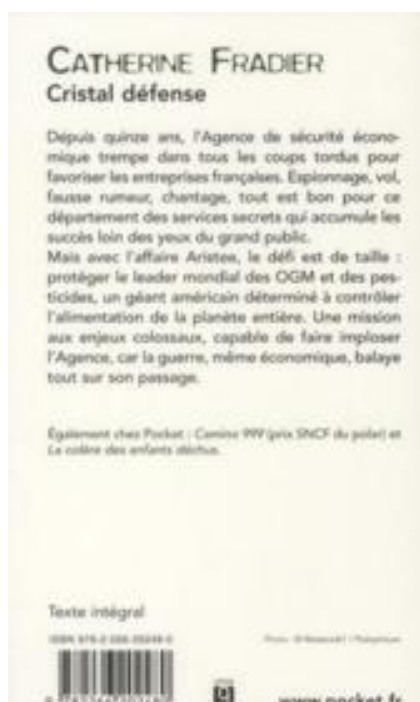 CATHERINE FRADIER
Cristal défense
Depuis quinze ans, l'Agence de sécurité écono-
mique trempe dans tous les coups tordus pour
favoriser les entreprises françaises. Espionnage, vol,
fausse rumeur, chantage, tout est bon pour ce
département des services secrets qui accumule les
succès loin des yeux du grand public.
Mais avec l'affaire Aristee, le défi est de taille :
protéger le leader mondial des OGM et des pes-
ticides, un géant américain déterminé à contrôler
l'alimentation de la planète entière. Une mission
aux enjeux colossaux, capable de faire imploser
l'Agence, car la guerre, même économique, balaye
tout sur son passage.
Également chez Pocket : Camino 999 (prix SNCF du polar) et
La colère des enfants déchus.
Texte intégral
ISBN
Photo
www.pocket.fr